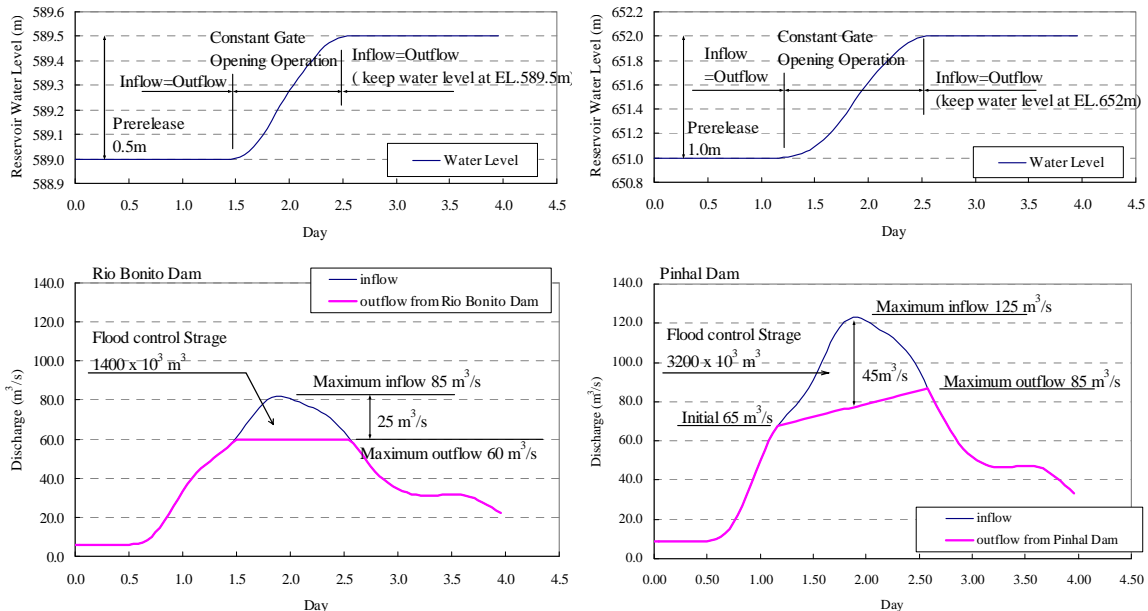 589.5
589.4
589.3
589.2
589.1
589.0
588.9
Reservoir Water Level (m)
Constant Gate
Opening Operation
Inflow=Outflow
Inflow=Outflow
( keep water level at EL.589.5m)
Prerelease
0.5m
Water Level
0.0 0.5 1.0 1.5 2.0 2.5 3.0 3.5 4.0 4.5
Day
652.2
652.0
651.8
651.6
651.4
651.2
651.0
650.8
Reservoir Water Level (m)
Constant Gate
Opening Operation
Inflow
=Outflow
Inflow=Outflow
(keep water level at EL.652m)
Prerelease
1.0m
Water Level
0.0 0.5 1.0 1.5 2.0 2.5 3.0 3.5 4.0 4.5
Day
Rio Bonito Dam
140.0
120.0
100.0
80.0
60.0
40.0
20.0
0.0
Discharge (m³/s)
inflow
outflow from Rio Bonito Dam
Flood control Strage
1400 x 10³ m³
Maximum inflow 85 m³/s
25 m³/s
Maximum outflow 60 m³/s
0.0 0.5 1.0 1.5 2.0 2.5 3.0 3.5 4.0 4.5
Day
Pinhal Dam
140.0
120.0
100.0
80.0
60.0
40.0
20.0
0.0
Discharge (m³/s)
Maximum inflow 125 m³/s
Flood control Strage
3200 x 10³ m³
45m³/s
Maximum outflow 85 m³/s
Initial 65 m³/s
inflow
outflow from Pinhal Dam
0.00 0.50 1.00 1.50 2.00 2.50 3.00 3.50 4.00 4.50
Day